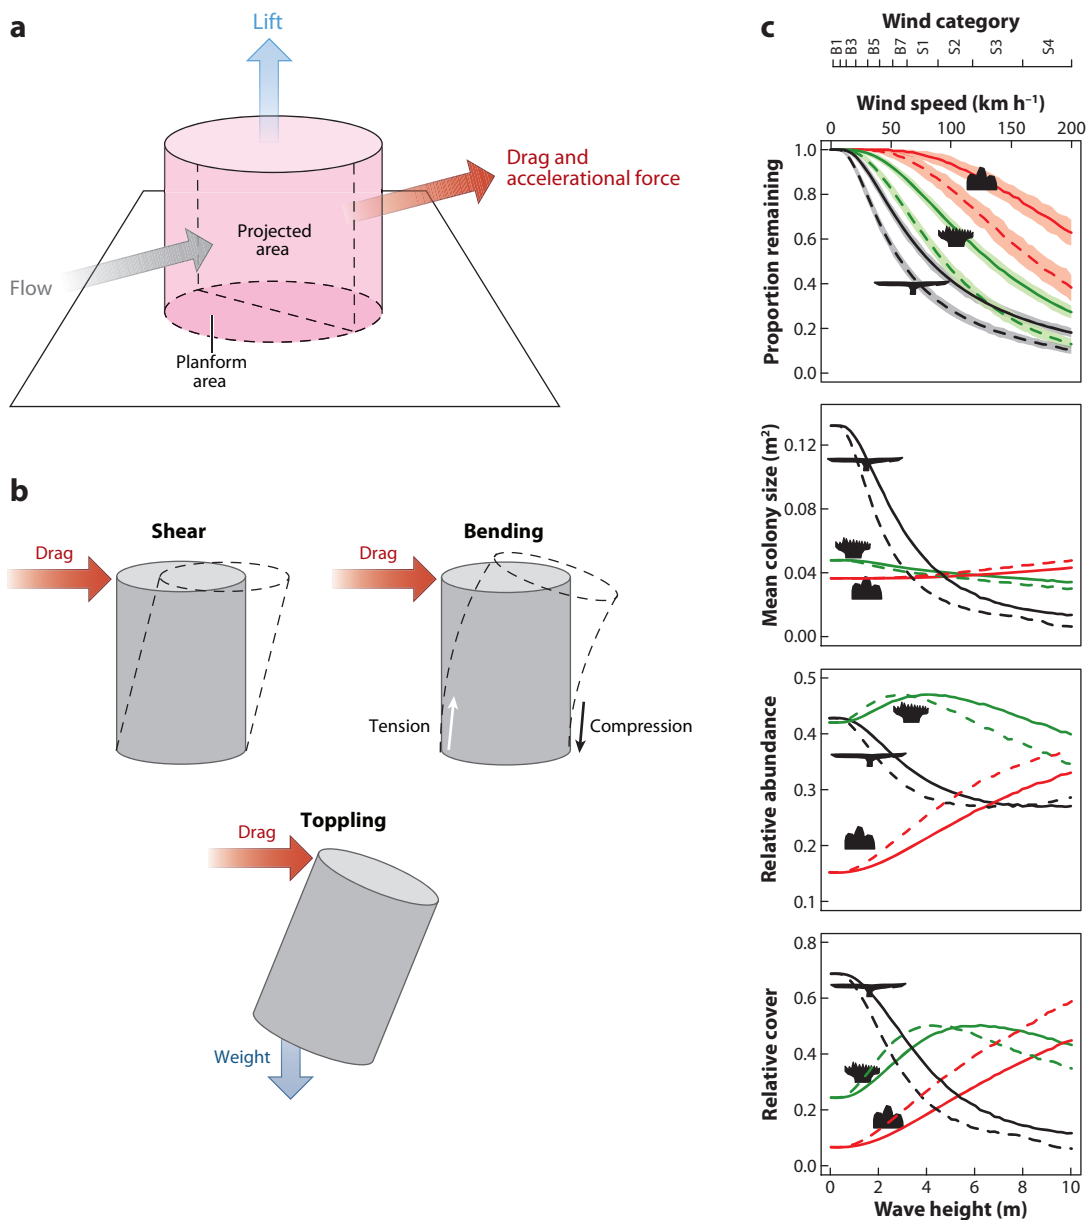 a
Lift
Drag and
accelerational force
Projected
area
Flow
Planform
area
b
Shear
Drag
Bending
Drag
Tension
Compression
Toppling
Drag
Weight
c
Wind category
B1 B3 B5 B7 S1 S2 S3 S4
Wind speed (km h⁻¹)
0 50 100 150 200
Proportion remaining
1.0
0.8
0.6
0.4
0.2
0.0
Mean colony size (m²)
0.12
0.08
0.04
0.00
Relative abundance
0.5
0.4
0.3
0.2
0.1
Relative cover
0.8
0.6
0.4
0.2
0.0
0 2 4 6 8 10
Wave height (m)